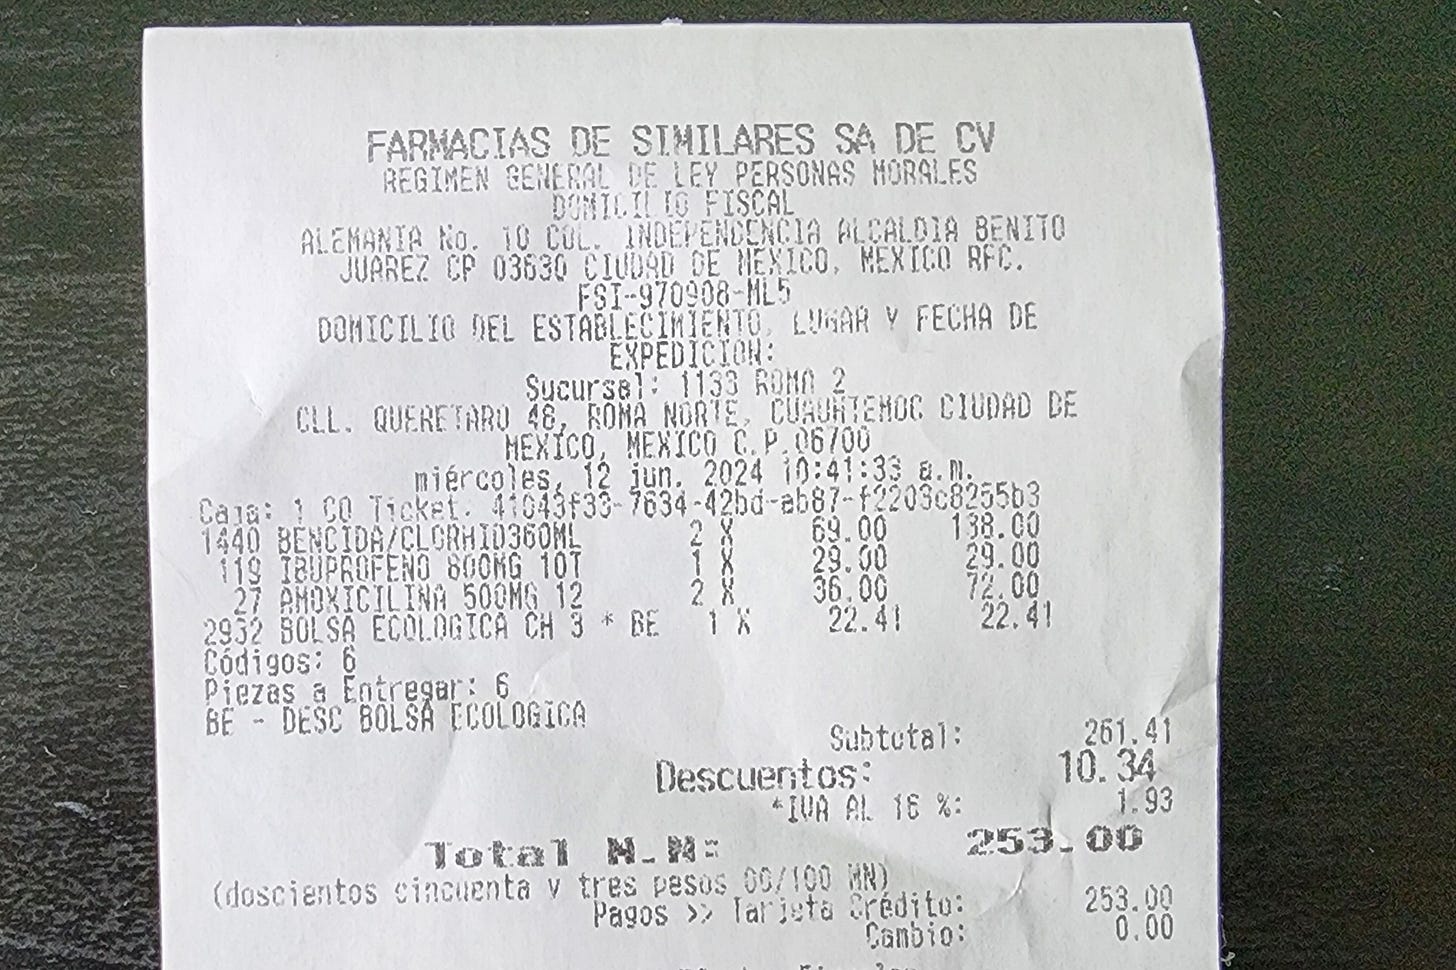 FARMACIAS DE SIMILARES SA DE CV
REGIMEN GENERAL DE LEY PERSONAS MORALES
DOMICILIO FISCAL
ALEMANIA No. 10 COL. INDEPENDENCIA ALCALDIA BENITO
JUAREZ CP 03630 CIUDAD DE MEXICO, MEXICO RFC.
FSI-970908-ML5
DOMICILIO DEL ESTABLECIMIENTO, LUGAR Y FECHA DE
EXPEDICION:
Sucursal: 1133 ROMA 2
CLL. QUERETARO 48, ROMA NORTE, CUAUHTEMOC CIUDAD DE
MEXICO, MEXICO C.P.06700
miércoles, 12 jun. 2024 10:41:33 a.m.
Caja: 1 CO Ticket. 41043f33-7634-42bd-ab87-f2203c8255b3
1440 BENCIDA/CLORHID360ML 2 X 69.00 138.00
119 IBUPROFENO 800MG 10T 1 X 29.00 29.00
27 AMOXICILINA 500MG 12 2 X 36.00 72.00
2932 BOLSA ECOLOGICA CH 3 * BE 1 X 22.41 22.41
Códigos: 6
Piezas a Entregar: 6
BE - DESC BOLSA ECOLOGICA
Subtotal: 261.41
Descuentos: 10.34
*IVA AL 16 %: 1.93
Total M.N: 253.00
(doscientos cincuenta y tres pesos 00/100 MN)
Pagos >> Tarjeta Crédito: 253.00
Cambio: 0.00